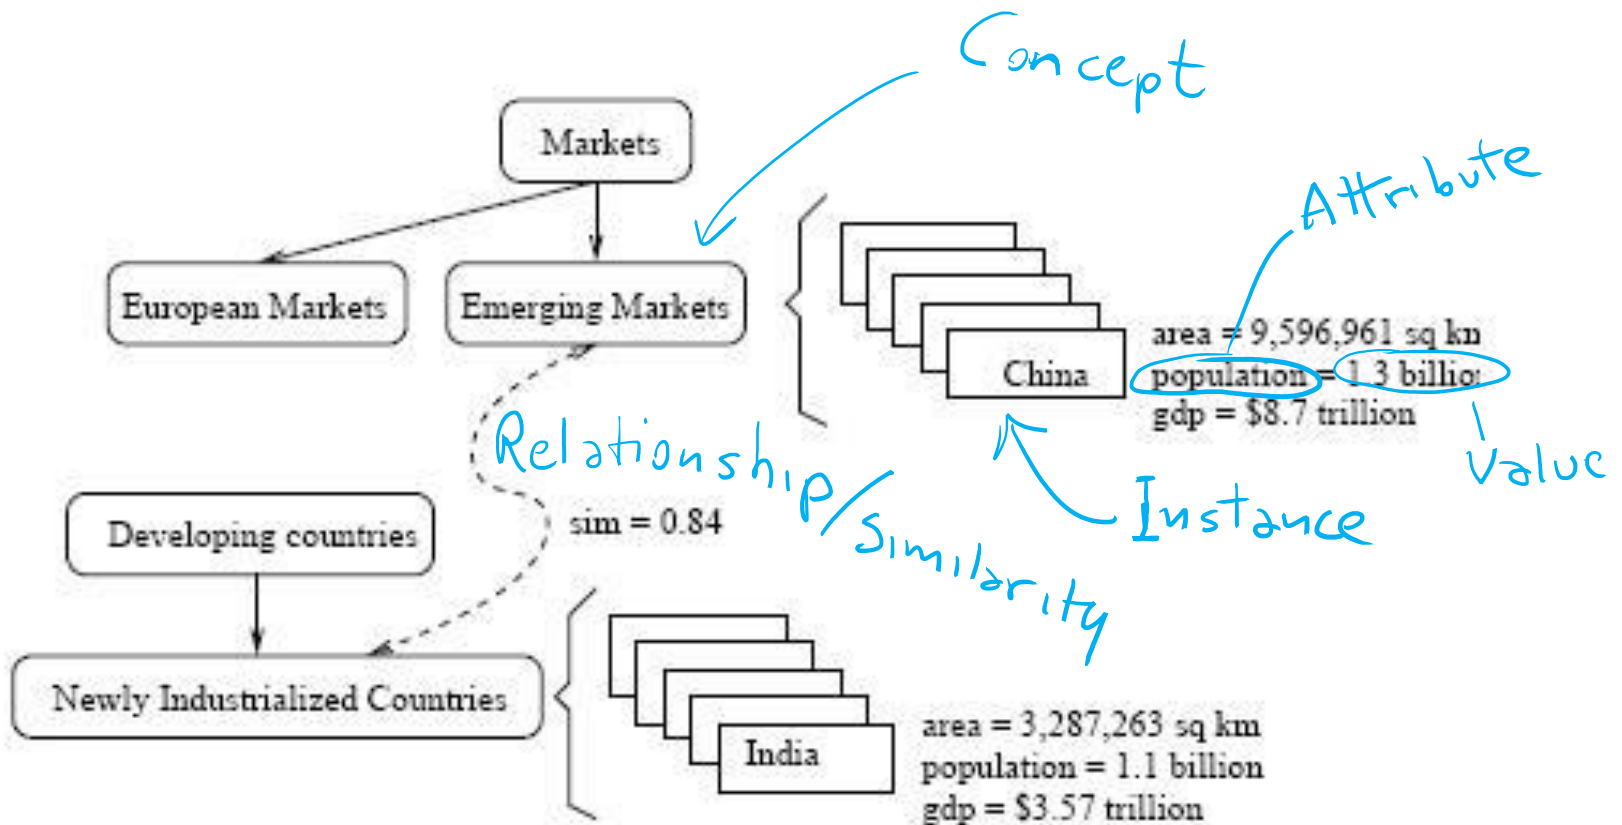 Concept
Markets
Attribute
European Markets
Emerging Markets
area = 9,596,961 sq kn
China
population = 1.3 billio
gdp = $8.7 trillion
Value
Relationship/similarity
Instance
sim = 0.84
Developing countries
Newly Industrialized Countries
India
area = 3,287,263 sq km
population = 1.1 billion
gdp = $3.57 trillion